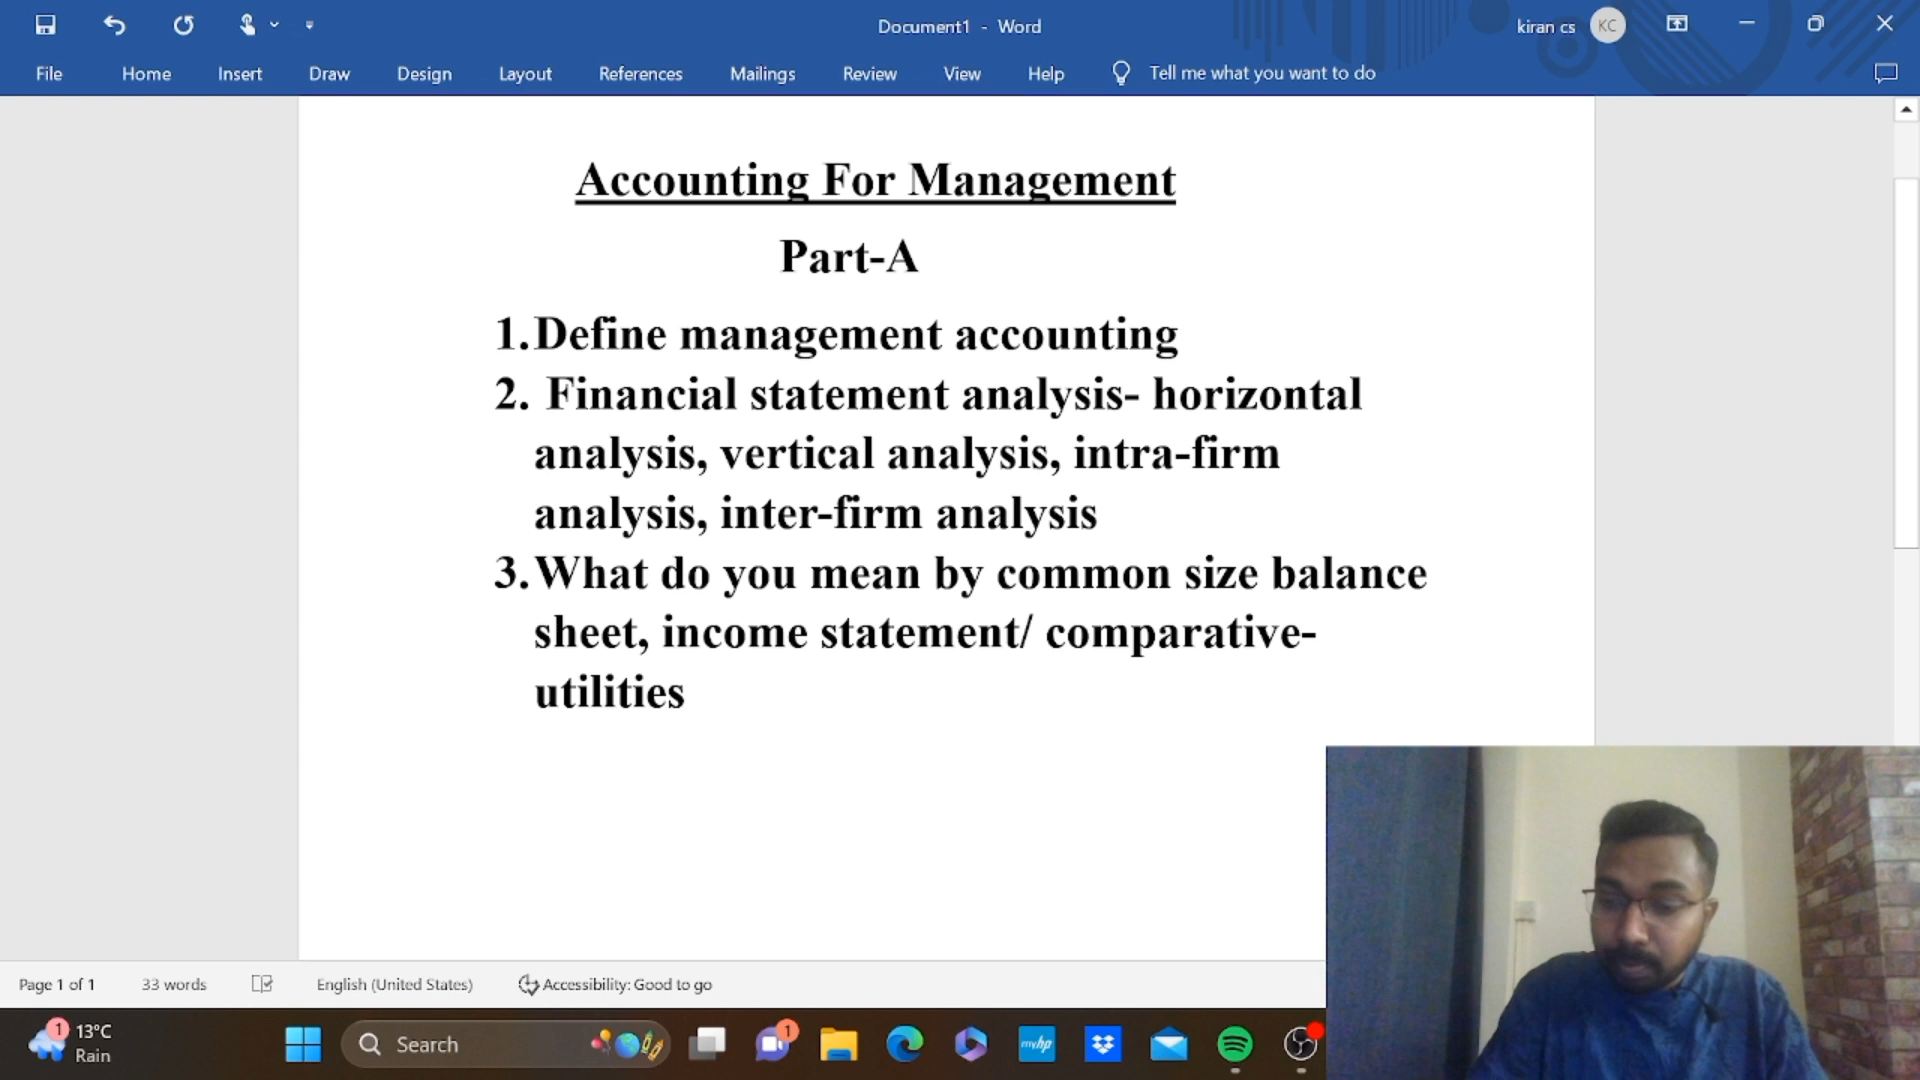 Document1 - Word
kiran cs
KC
File Home Insert Draw Design Layout References Mailings Review View Help Tell me what you want to do
Accounting For Management
Part-A
1.Define management accounting
2. Financial statement analysis- horizontal
analysis, vertical analysis, intra-firm
analysis, inter-firm analysis
3.What do you mean by common size balance
sheet, income statement/ comparative-
utilities
Page 1 of 1 33 words English (United States) Accessibility: Good to go
1 13°C
Rain
Search
1
myhp